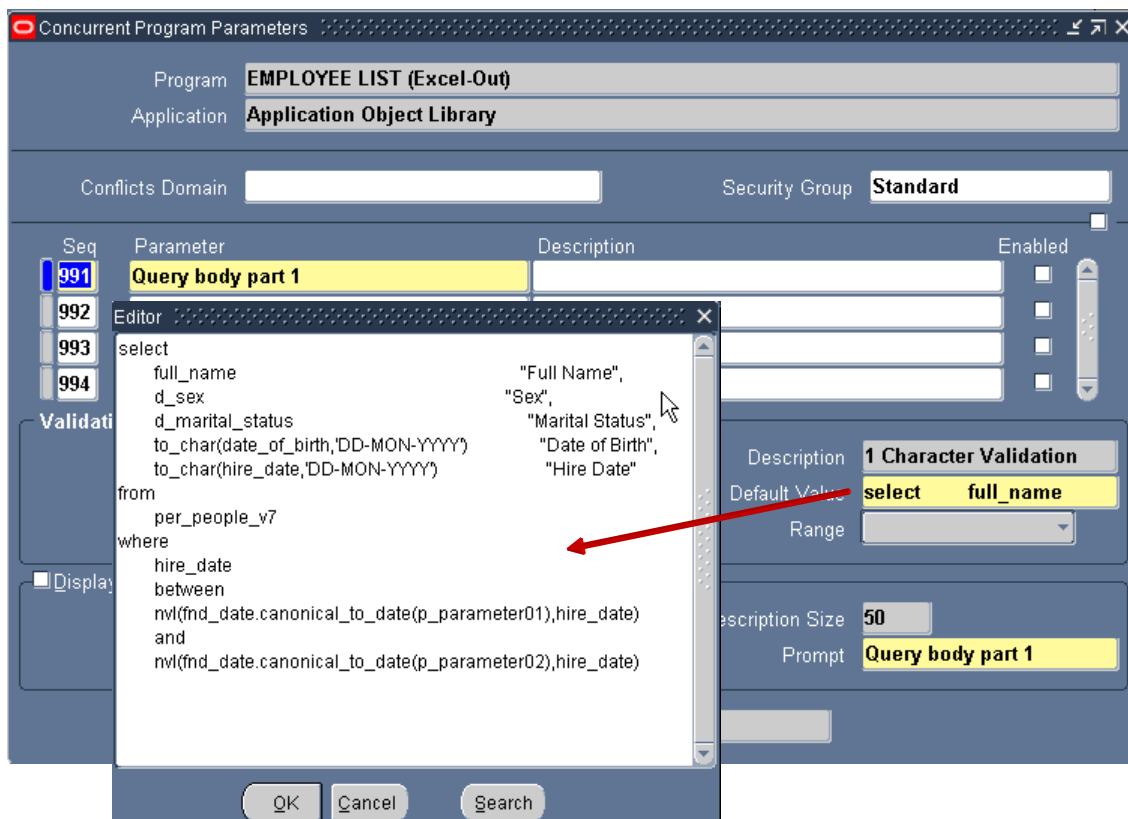 Concurrent Program Parameters
Program EMPLOYEE LIST (Excel-Out)
Application Application Object Library
Conflicts Domain
Security Group Standard
Seq Parameter Description Enabled
991 Query body part 1
992
993
994
Editor
select
full_name "Full Name",
d_sex "Sex",
d_marital_status "Marital Status",
to_char(date_of_birth,'DD-MON-YYYY') "Date of Birth",
to_char(hire_date,'DD-MON-YYYY') "Hire Date"
from
per_people_v7
where
hire_date
between
nvl(fnd_date.canonical_to_date(p_parameter01),hire_date)
and
nvl(fnd_date.canonical_to_date(p_parameter02),hire_date)
OK Cancel Search
Validati
Description 1 Character Validation
Default Value select full_name
Range
Display
escription Size 50
Prompt Query body part 1